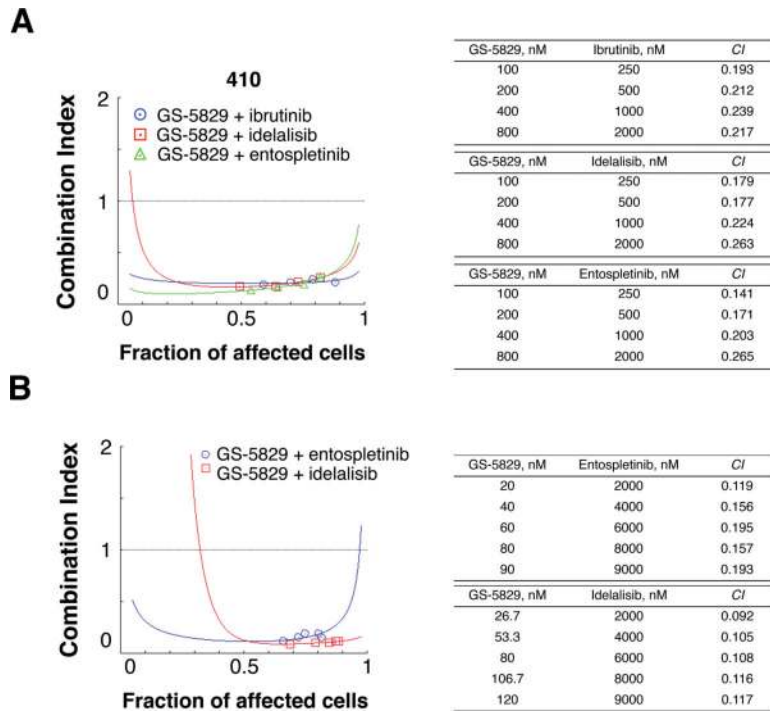 A
410
2
GS-5829 + ibrutinib
GS-5829 + idelalisib
GS-5829 + entospletinib
1
0
0 0.5 1
Combination Index
Fraction of affected cells
GS-5829, nM Ibrutinib, nM CI
100 250 0.193
200 500 0.212
400 1000 0.239
800 2000 0.217
GS-5829, nM Idelalisib, nM CI
100 250 0.179
200 500 0.177
400 1000 0.224
800 2000 0.263
GS-5829, nM Entospletinib, nM CI
100 250 0.141
200 500 0.171
400 1000 0.203
800 2000 0.265
B
2
GS-5829 + entospletinib
GS-5829 + idelalisib
1
0
0 0.5 1
Combination Index
Fraction of affected cells
GS-5829, nM Entospletinib, nM CI
20 2000 0.119
40 4000 0.156
60 6000 0.195
80 8000 0.157
90 9000 0.193
GS-5829, nM Idelalisib, nM CI
26.7 2000 0.092
53.3 4000 0.105
80 6000 0.108
106.7 8000 0.116
120 9000 0.117